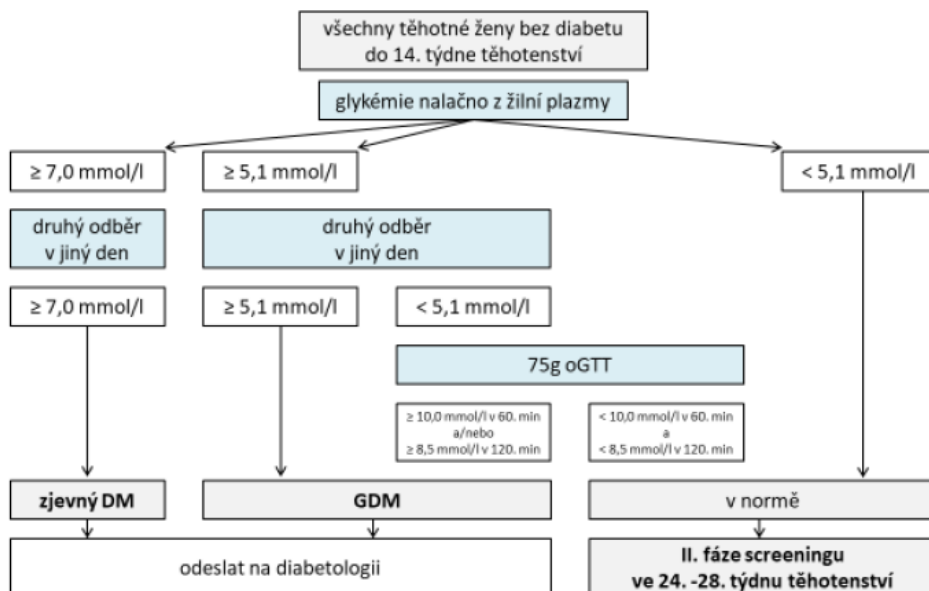 všechny těhotné ženy bez diabetu
do 14. týdne těhotenství
glykémie nalačno z žilní plazmy
≥ 7,0 mmol/l
≥ 5,1 mmol/l
< 5,1 mmol/l
druhý odběr
v jiný den
druhý odběr
v jiný den
≥ 7,0 mmol/l
≥ 5,1 mmol/l
< 5,1 mmol/l
75g oGTT
≥ 10,0 mmol/l v 60. min
a/nebo
≥ 8,5 mmol/l v 120. min
< 10,0 mmol/l v 60. min
a
< 8,5 mmol/l v 120. min
zjevný DM
GDM
v normě
odeslat na diabetologii
II. fáze screeningu
ve 24. -28. týdnu těhotenství